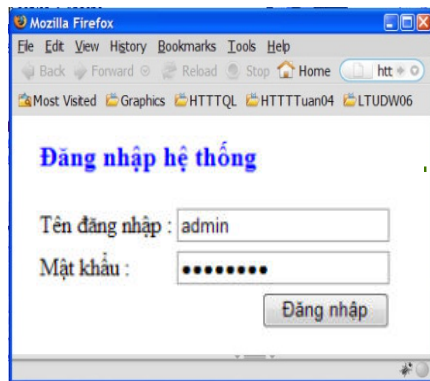 Mozilla Firefox
File Edit View History Bookmarks Tools Help
Back Forward Reload Stop Home htt
Most Visited Graphics HTTTQL HTTTTuan04 LTUDW06
Đăng nhập hệ thống
Tên đăng nhập : admin
Mật khẩu : ••••••••
Đăng nhập